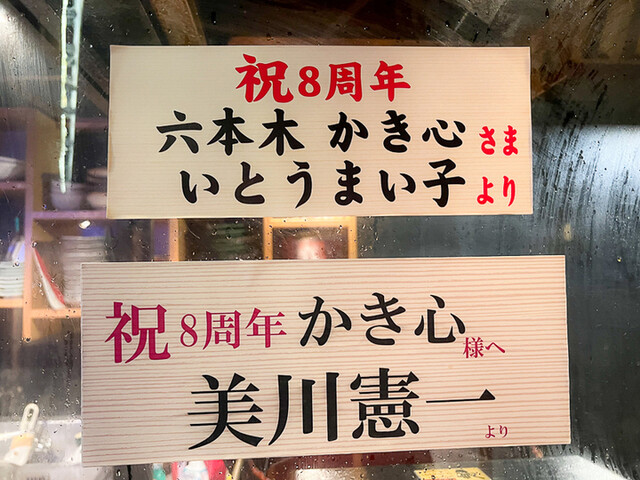 祝8周年
六本木 かき心 さま
いとうまい子 より
祝 8周年 かき心 様へ
美川憲一 より